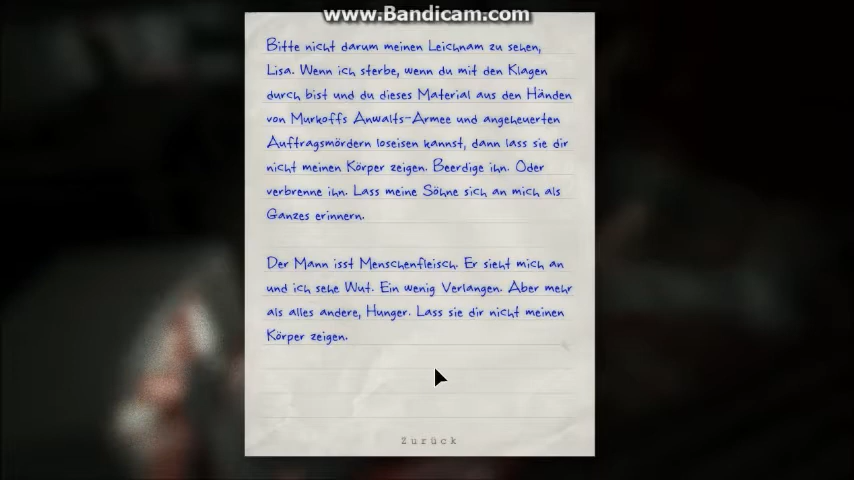 www.Bandicam.com
Bitte nicht darum meinen Leichnam zu sehen,
Lisa. Wenn ich sterbe, wenn du mit den Klagen
durch bist und du dieses Material aus den Händen
von Murkoffs Anwalts-Armee und angeheuerten
Auftragsmördern loseisen kannst, dann lass sie dir
nicht meinen Körper zeigen. Beerdige ihn. Oder
verbrenne ihn. Lass meine Söhne sich an mich als
Ganzes erinnern.
Der Mann isst Menschenfleisch. Er sieht mich an
und ich sehe Wut. Ein wenig Verlangen. Aber mehr
als alles andere, Hunger. Lass sie dir nicht meinen
Körper zeigen.
Zurück